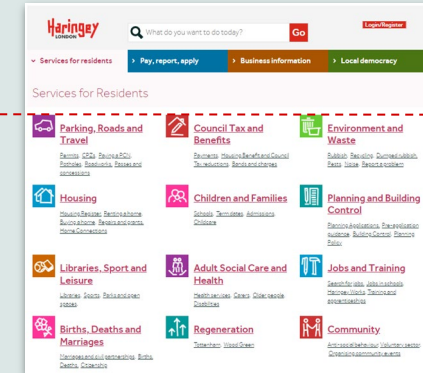 Haringey
LONDON
What do you want to do today?
Go
Login/Register
Services for residents
Pay, report, apply
Business information
Local democracy
Services for Residents
Parking, Roads and
Travel
Permits, CPZs, Paying a PCN,
Potholes, Roadworks, Passes and
concessions
Council Tax and
Benefits
Payments, Housing Benefit and Council
Tax reductions, Bands and charges
Environment and
Waste
Rubbish, Recycling, Dumped rubbish,
Pests, Noise, Report a problem
Housing
Housing Register, Renting a home,
Buying a home, Repairs and grants,
Home Connections
Children and Families
Schools, Term dates, Admissions,
Childcare
Planning and Building
Control
Planning Applications, Pre-application
guidance, Building Control, Planning
Policy
Libraries, Sport and
Leisure
Libraries, Sports, Parks and open
spaces
Adult Social Care and
Health
Health services, Carers, Older people,
Disabilities
Jobs and Training
Search for jobs, Jobs in schools,
Haringey Works, Training and
apprenticeships
Births, Deaths and
Marriages
Marriages and civil partnerships, Births,
Deaths, Citizenship
Regeneration
Tottenham, Wood Green
Community
Anti-social behaviour, Voluntary sector,
Organising community events